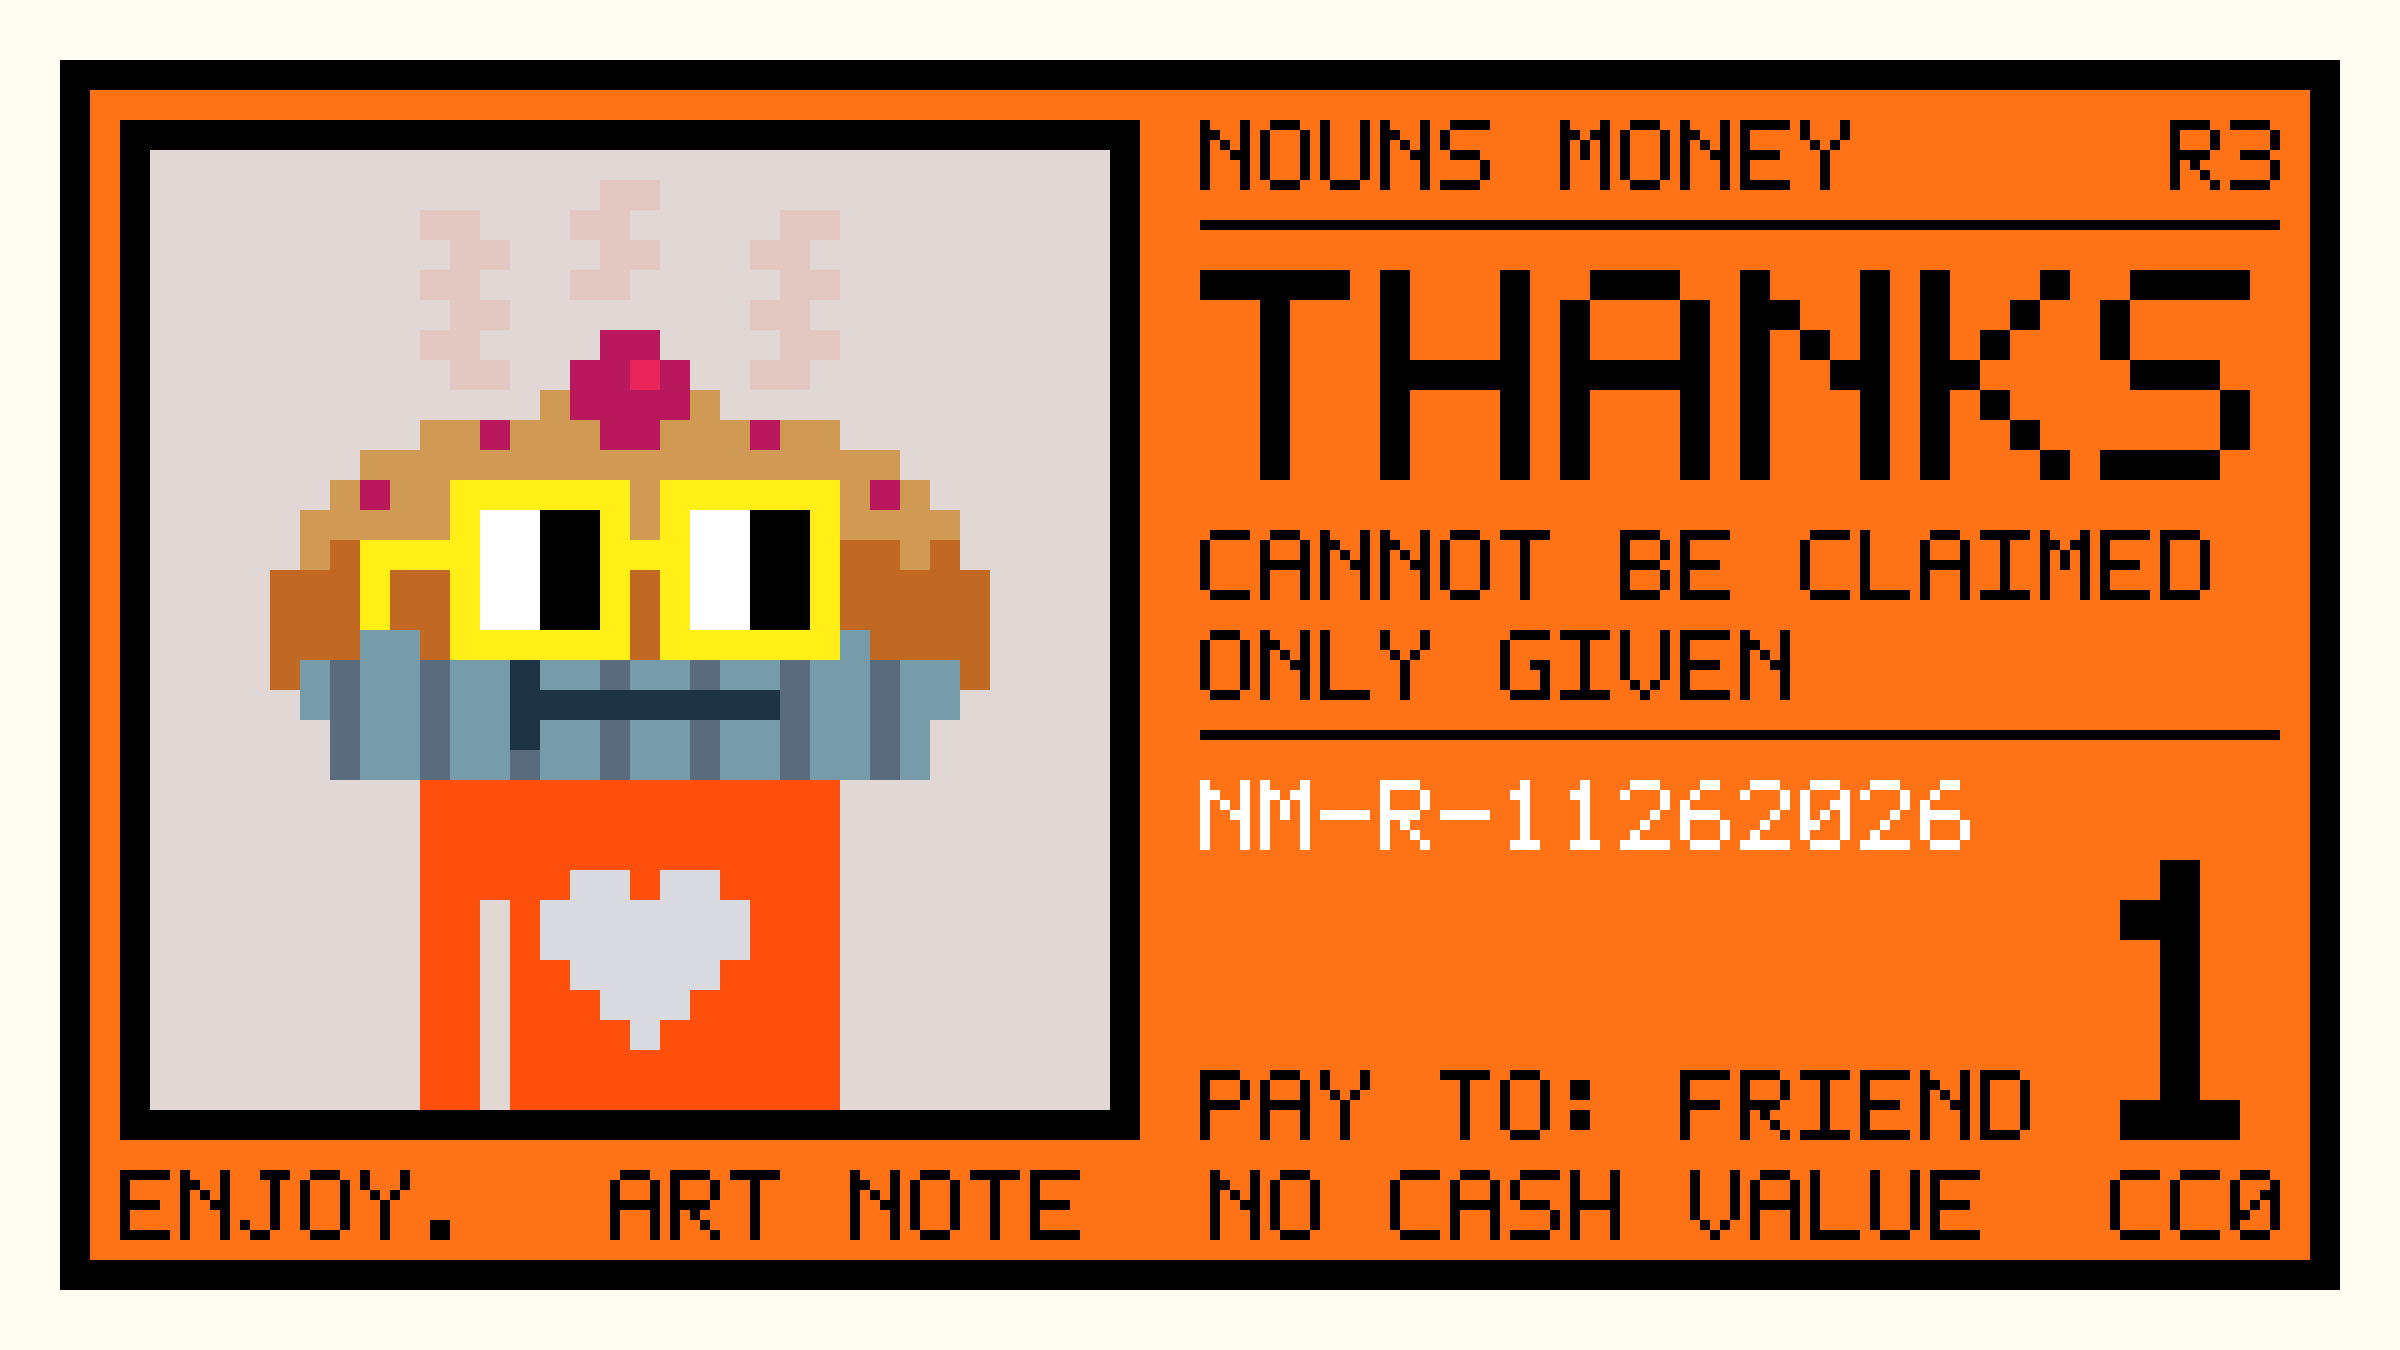 NOUNS MONEY R3
THANKS
CANNOT BE CLAIMED
ONLY GIVEN
NM-R-11262026
1
PAY TO: FRIEND
ENJOY. ART NOTE NO CASH VALUE CC0